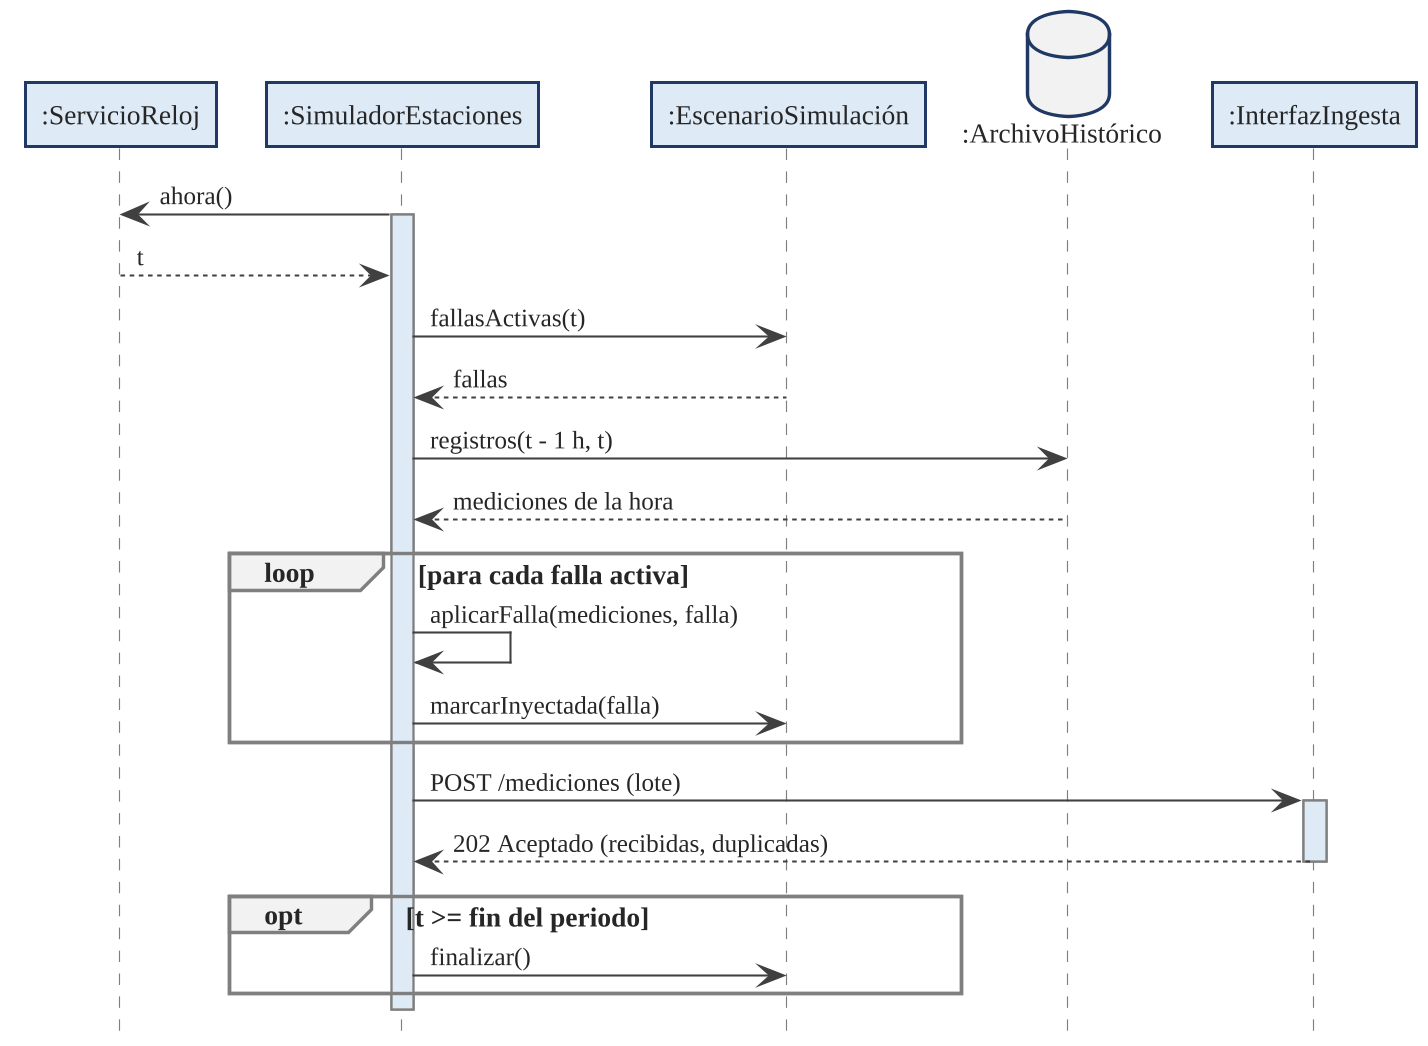 :ServicioReloj
:SimuladorEstaciones
:EscenarioSimulación
:ArchivoHistórico
:InterfazIngesta
ahora()
t
fallasActivas(t)
fallas
registros(t - 1 h, t)
mediciones de la hora
loop
[para cada falla activa]
aplicarFalla(mediciones, falla)
marcarInyectada(falla)
POST /mediciones (lote)
202 Aceptado (recibidas, duplicadas)
opt
[t >= fin del periodo]
finalizar()